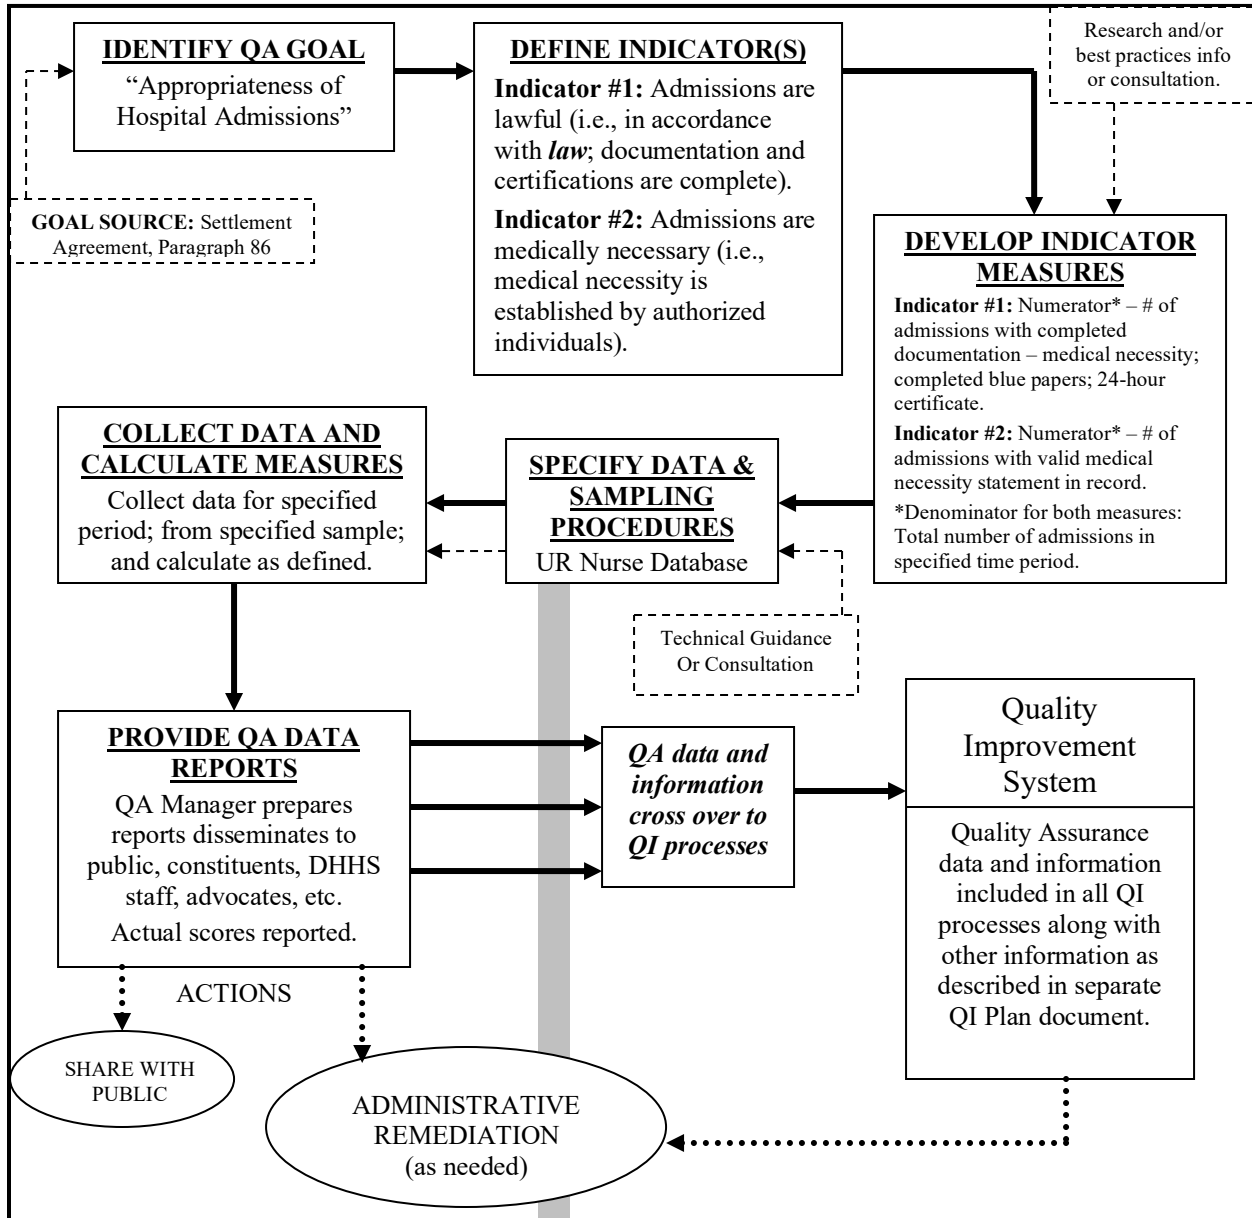 IDENTIFY QA GOAL
“Appropriateness of
Hospital Admissions”
GOAL SOURCE: Settlement
Agreement, Paragraph 86
DEFINE INDICATOR(S)
Indicator #1: Admissions are
lawful (i.e., in accordance
with law; documentation and
certifications are complete).
Indicator #2: Admissions are
medically necessary (i.e.,
medical necessity is
established by authorized
individuals).
Research and/or
best practices info
or consultation.
DEVELOP INDICATOR
MEASURES
Indicator #1: Numerator* – # of
admissions with completed
documentation – medical necessity;
completed blue papers; 24-hour
certificate.
Indicator #2: Numerator* – # of
admissions with valid medical
necessity statement in record.
*Denominator for both measures:
Total number of admissions in
specified time period.
SPECIFY DATA &
SAMPLING
PROCEDURES
UR Nurse Database
Technical Guidance
Or Consultation
COLLECT DATA AND
CALCULATE MEASURES
Collect data for specified
period; from specified sample;
and calculate as defined.
PROVIDE QA DATA
REPORTS
QA Manager prepares
reports disseminates to
public, constituents, DHHS
staff, advocates, etc.
Actual scores reported.
QA data and
information
cross over to
QI processes
Quality
Improvement
System
Quality Assurance
data and information
included in all QI
processes along with
other information as
described in separate
QI Plan document.
ACTIONS
SHARE WITH
PUBLIC
ADMINISTRATIVE
REMEDIATION
(as needed)